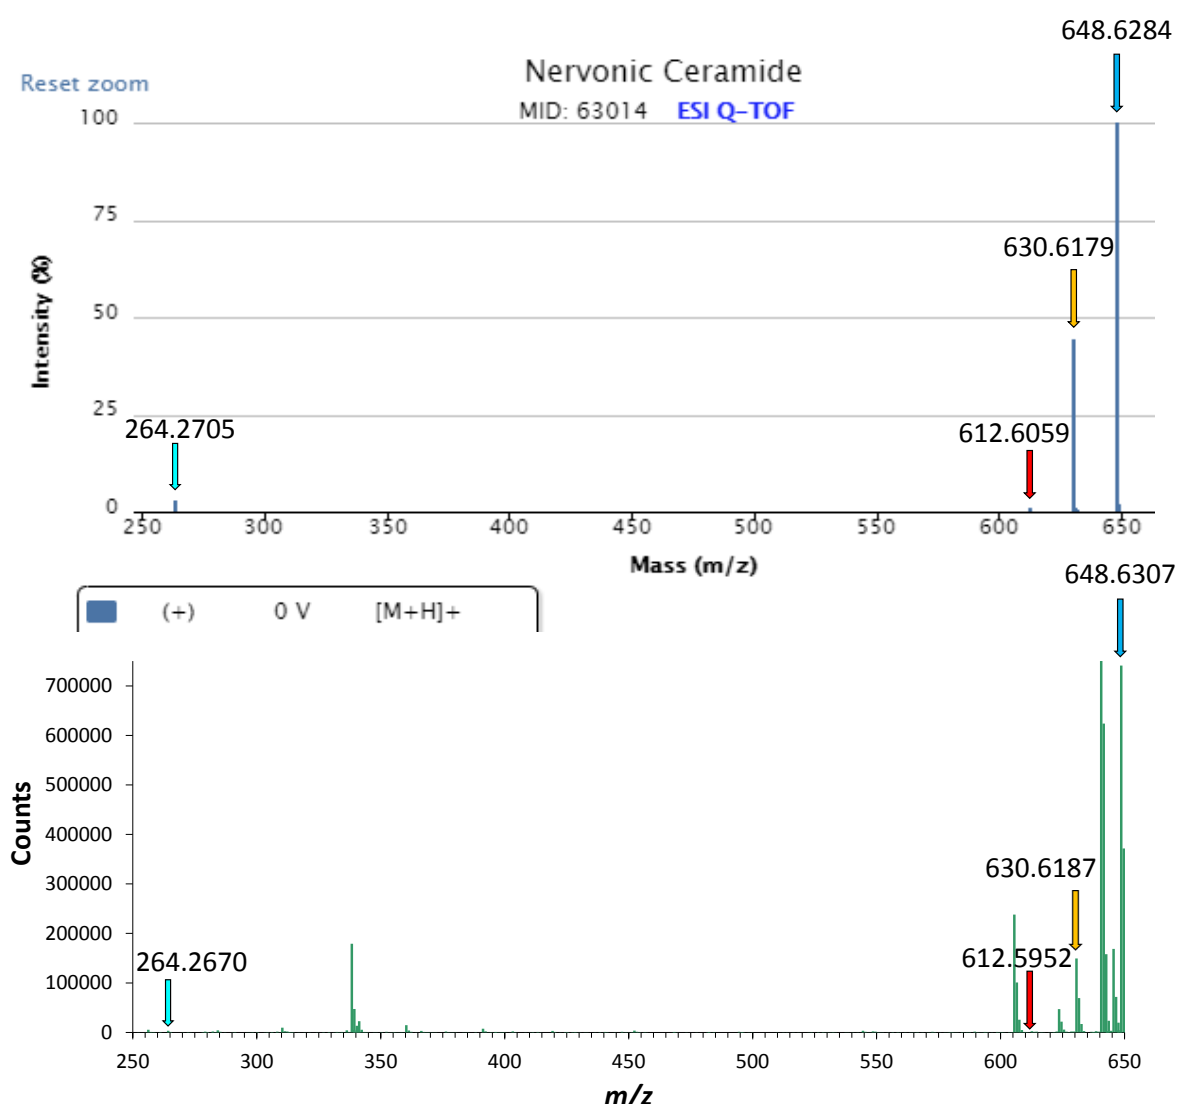 648.6284
Reset zoom
Nervonic Ceramide
MID: 63014 ESI Q-TOF
100
75
630.6179
50
25
264.2705
612.6059
0
250 300 350 400 450 500 550 600 650
Intensity (%)
Mass (m/z)
648.6307
(+) 0 V [M+H]+
700000
600000
500000
400000
300000
630.6187
200000
264.2670
612.5952
100000
0
250 300 350 400 450 500 550 600 650
Counts
m/z